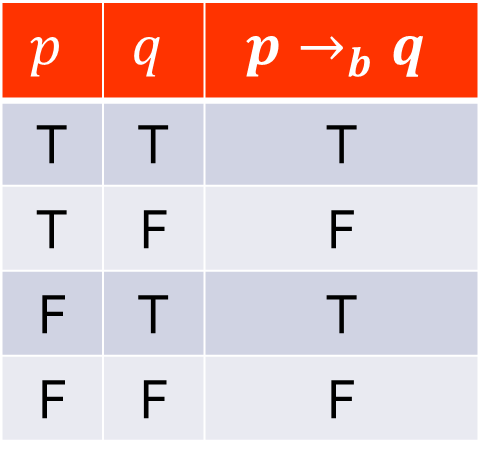 p q p →b q
T T T
T F F
F T T
F F F